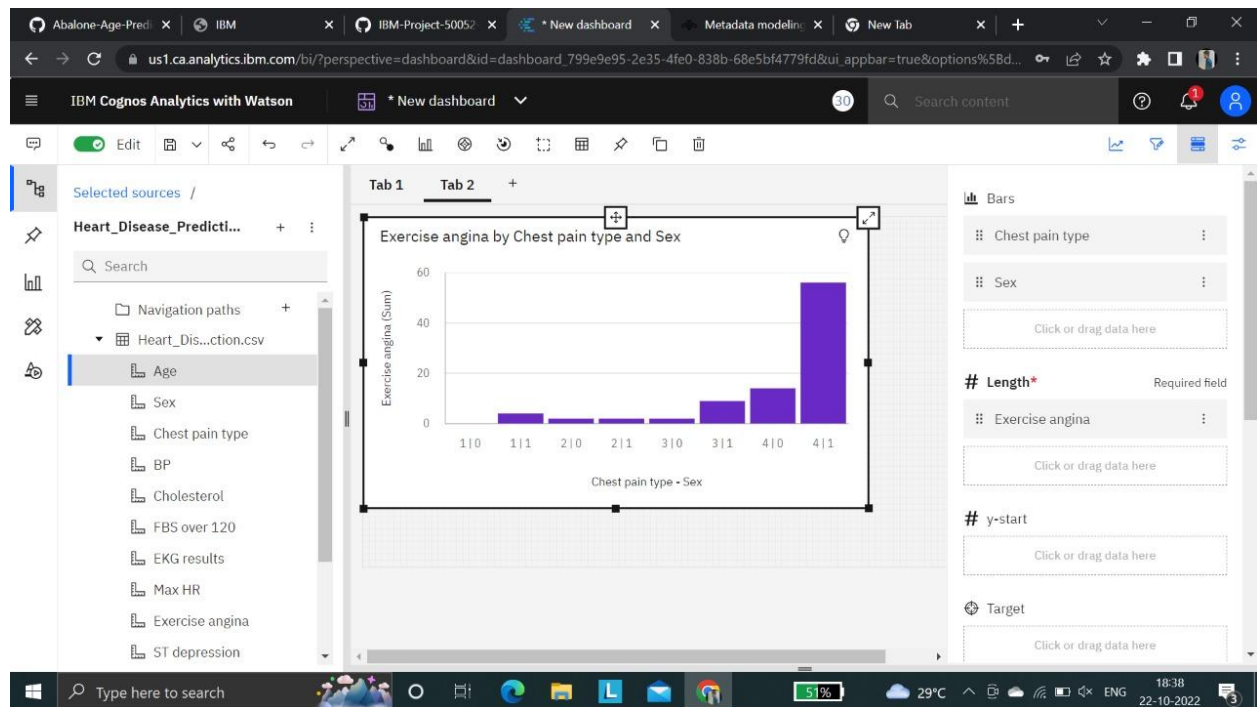 Abalone-Age-Predi
IBM
IBM-Project-50052
* New dashboard
Metadata modeling
New Tab
us1.ca.analytics.ibm.com/bi/?perspective=dashboard&id=dashboard_799e9e95-2e35-4fe0-838b-68e5bf4779fd&ui_appbar=true&options%5Bd...
IBM Cognos Analytics with Watson
* New dashboard
30
Search content
1
Edit
Selected sources /
Tab 1
Tab 2
Heart_Disease_Predicti...
Search
Navigation paths
Heart_Dis...ction.csv
Age
Sex
Chest pain type
BP
Cholesterol
FBS over 120
EKG results
Max HR
Exercise angina
ST depression
Exercise angina by Chest pain type and Sex
Exercise angina (Sum)
60
40
20
0
1|0 1|1 2|0 2|1 3|0 3|1 4|0 4|1
Chest pain type - Sex
Bars
Chest pain type
Sex
Click or drag data here
# Length* Required field
Exercise angina
Click or drag data here
# y-start
Click or drag data here
Target
Click or drag data here
Type here to search
L
51%
29°C
ENG
18:38
22-10-2022
3